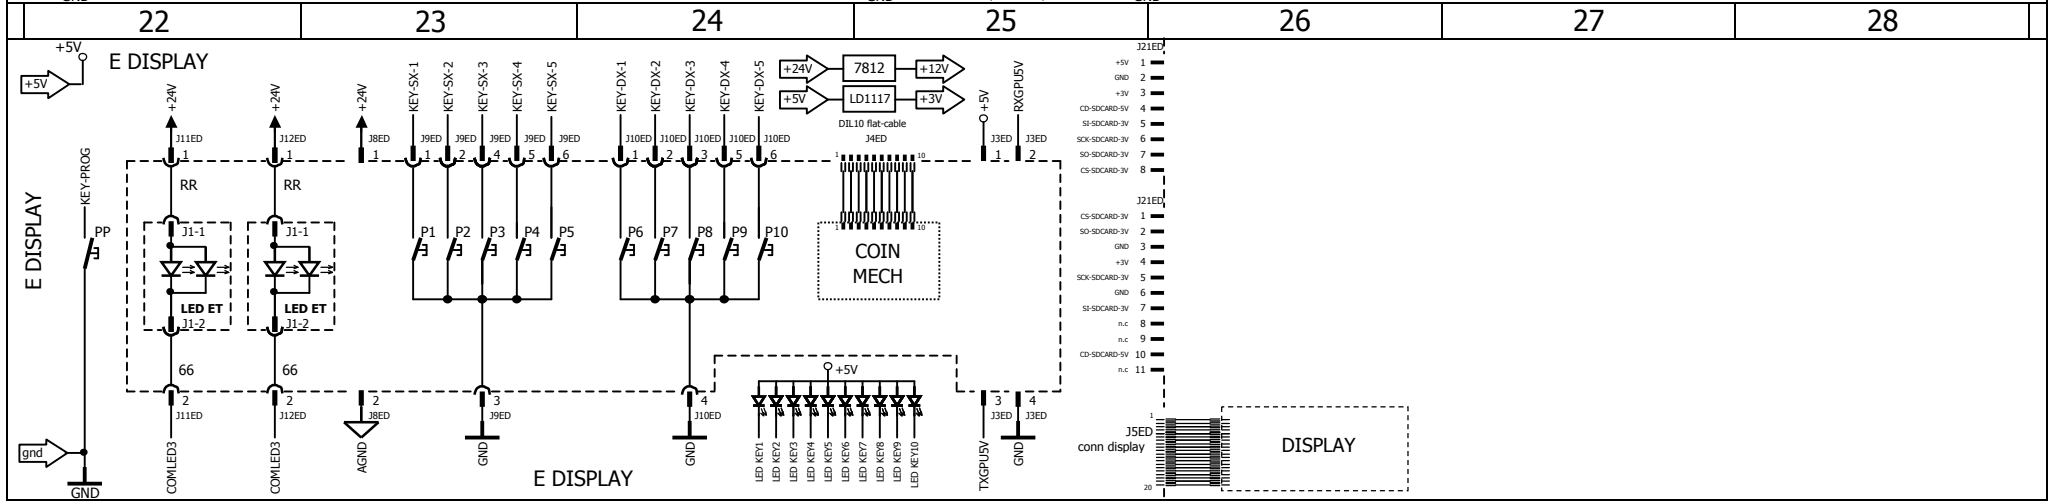 22 23 24 25 26 27 28
+5V
+5V
E DISPLAY
E DISPLAY
KEY-PROG
PP
gnd
GND
+24V
J11ED
1
RR
J1-1
LED ET
J1-2
66
2
J11ED
COMLED3
+24V
J12ED
1
RR
J1-1
LED ET
J1-2
66
2
J12ED
COMLED3
+24V
J8ED
1
2
J8ED
AGND
KEY-SX-1 KEY-SX-2 KEY-SX-3 KEY-SX-4 KEY-SX-5
J9ED J9ED J9ED J9ED J9ED
1 2 4 5 6
P1 P2 P3 P4 P5
3
J9ED
GND
KEY-DX-1 KEY-DX-2 KEY-DX-3 KEY-DX-4 KEY-DX-5
J10ED J10ED J10ED J10ED J10ED
1 2 3 5 6
P6 P7 P8 P9 P10
4
J10ED
GND
E DISPLAY
+24V 7812 +12V
+5V LD1117 +3V
DIL10 flat-cable
J4ED
1 10
1 10
COIN
MECH
+5V
LED KEY1 LED KEY2 LED KEY3 LED KEY4 LED KEY5 LED KEY6 LED KEY7 LED KEY8 LED KEY9 LED KEY10
+5V RXGPU5V
J3ED J3ED
1 2
3 4
J3ED J3ED
TXGPU5V GND
J21ED
+5V 1
GND 2
+3V 3
CD-SDCARD-5V 4
SI-SDCARD-3V 5
SCK-SDCARD-3V 6
SO-SDCARD-3V 7
CS-SDCARD-3V 8
J21ED
CS-SDCARD-3V 1
SO-SDCARD-3V 2
GND 3
+3V 4
SCK-SDCARD-3V 5
GND 6
SI-SDCARD-3V 7
n.c 8
n.c 9
CD-SDCARD-5V 10
n.c 11
1
J5ED
conn display
20
DISPLAY